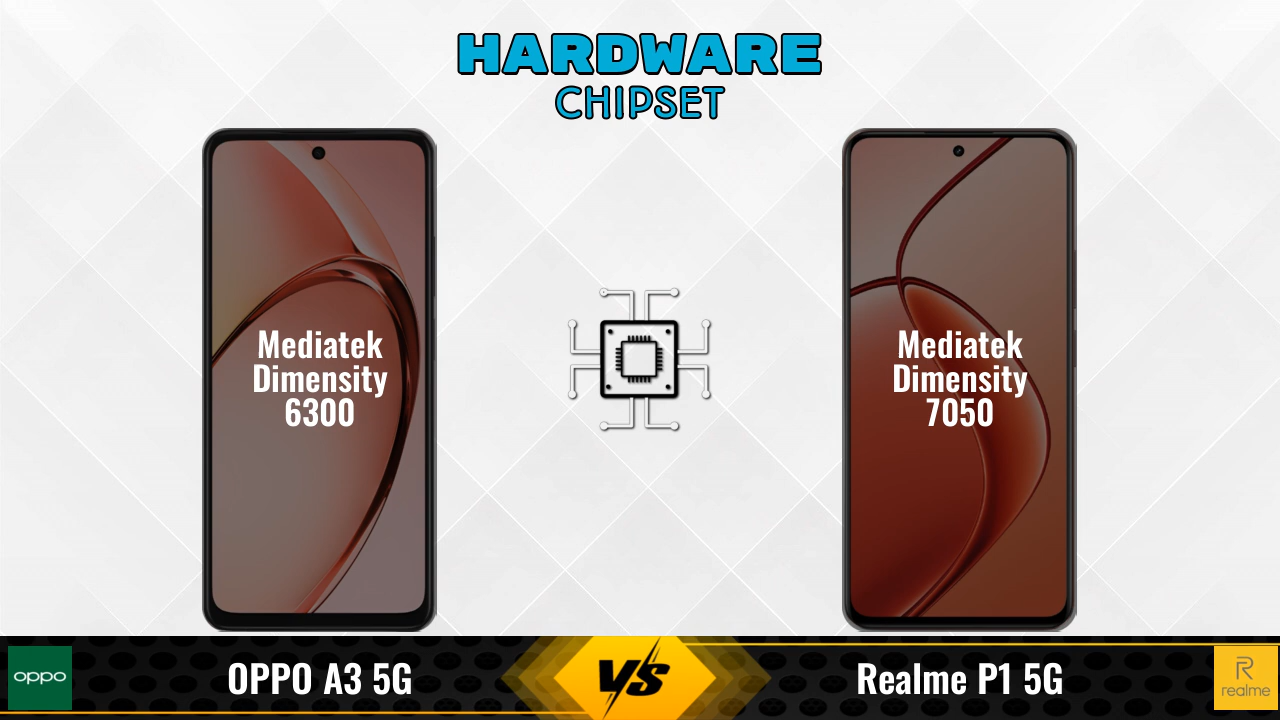 HARDWARE
CHIPSET
Mediatek
Dimensity
6300
Mediatek
Dimensity
7050
oppo
OPPO A3 5G
VS
Realme P1 5G
R
realme